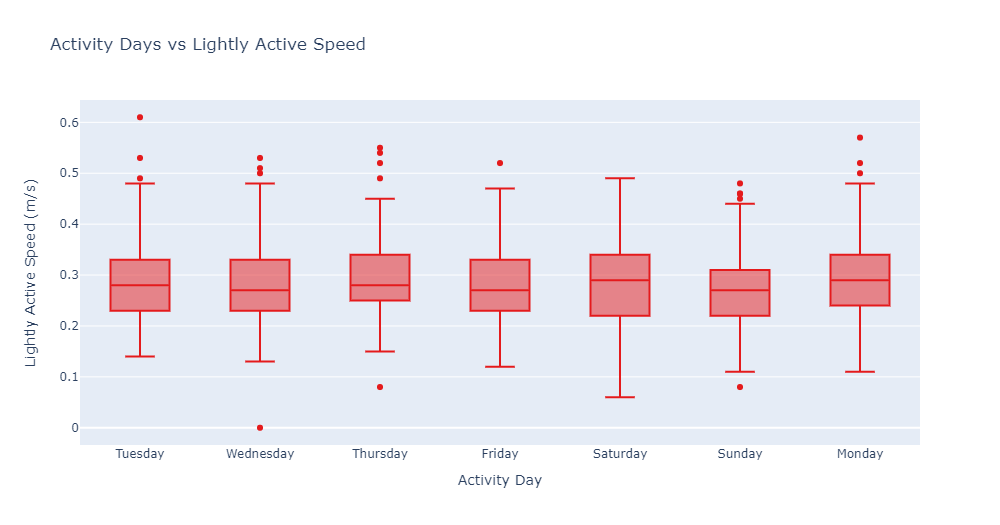 Activity Days vs Lightly Active Speed
Lightly Active Speed (m/s)
0.6
0.5
0.4
0.3
0.2
0.1
0
Tuesday Wednesday Thursday Friday Saturday Sunday Monday
Activity Day